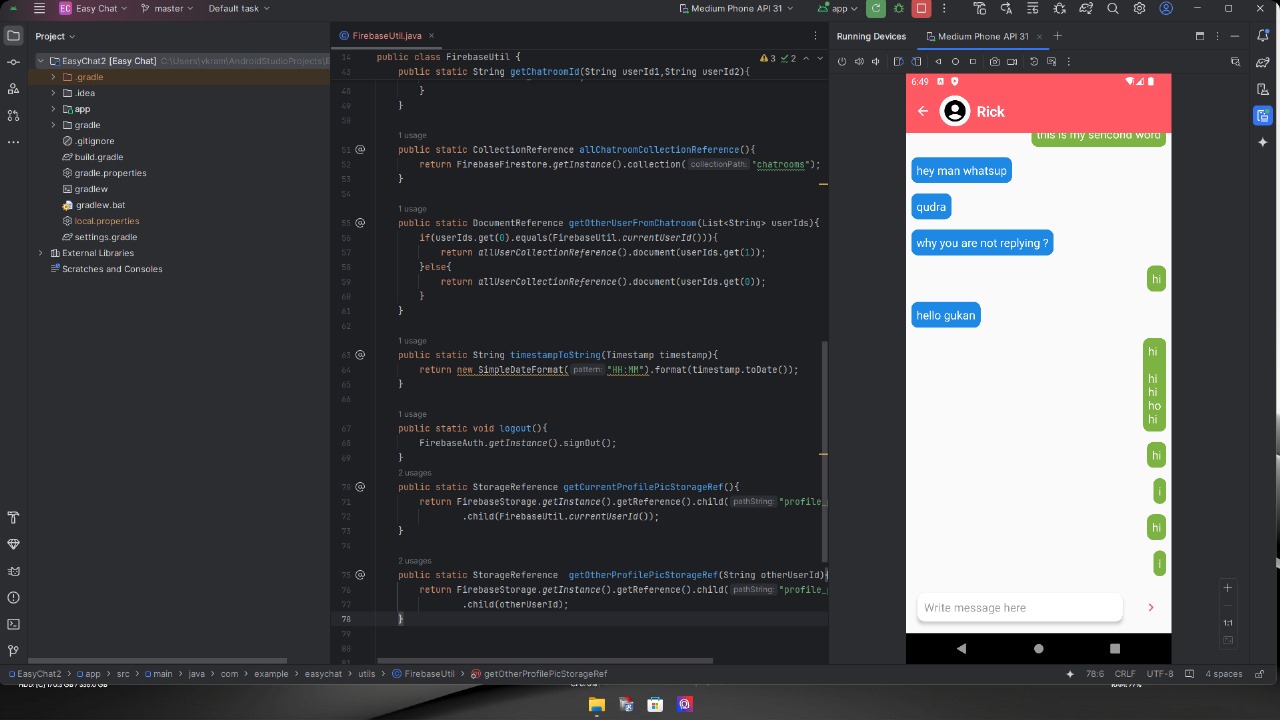 EC Easy Chat
master
Default task
Medium Phone API 31
app
Project
EasyChat2 [Easy Chat] C:\Users\vkram\AndroidStudioProjects\E
.gradle
.idea
app
gradle
.gitignore
build.gradle
gradle.properties
gradlew
gradlew.bat
local.properties
settings.gradle
External Libraries
Scratches and Consoles
FirebaseUtil.java
3 2
14 public class FirebaseUtil {
43 public static String getChatroomId(String userId1,String userId2){
48 }
49 }
50
1 usage
51 public static CollectionReference allChatroomCollectionReference(){
52 return FirebaseFirestore.getInstance().collection( collectionPath: "chatrooms");
53 }
54
1 usage
55 public static DocumentReference getOtherUserFromChatroom(List<String> userIds){
56 if(userIds.get(0).equals(FirebaseUtil.currentUserId())){
57 return allUserCollectionReference().document(userIds.get(1));
58 }else{
59 return allUserCollectionReference().document(userIds.get(0));
60 }
61 }
62
1 usage
63 public static String timestampToString(Timestamp timestamp){
64 return new SimpleDateFormat( pattern: "HH:MM").format(timestamp.toDate());
65 }
66
1 usage
67 public static void logout(){
68 FirebaseAuth.getInstance().signOut();
69 }
2 usages
70 public static StorageReference getCurrentProfilePicStorageRef(){
71 return FirebaseStorage.getInstance().getReference().child( pathString: "profile_
72 .child(FirebaseUtil.currentUserId());
73 }
74
2 usages
75 public static StorageReference getOtherProfilePicStorageRef(String otherUserId){
76 return FirebaseStorage.getInstance().getReference().child( pathString: "profile_
77 .child(otherUserId);
78 }
79
80
81
Running Devices
Medium Phone API 31
6:49
Rick
this is my sencond word
hey man whatsup
qudra
why you are not replying ?
hi
hello gukan
hi
hi
hi
ho
hi
hi
i
hi
i
Write message here
1:1
EasyChat2 > app > src > main > java > com > example > easychat > utils > FirebaseUtil > getOtherProfilePicStorageRef
78:6 CRLF UTF-8 4 spaces